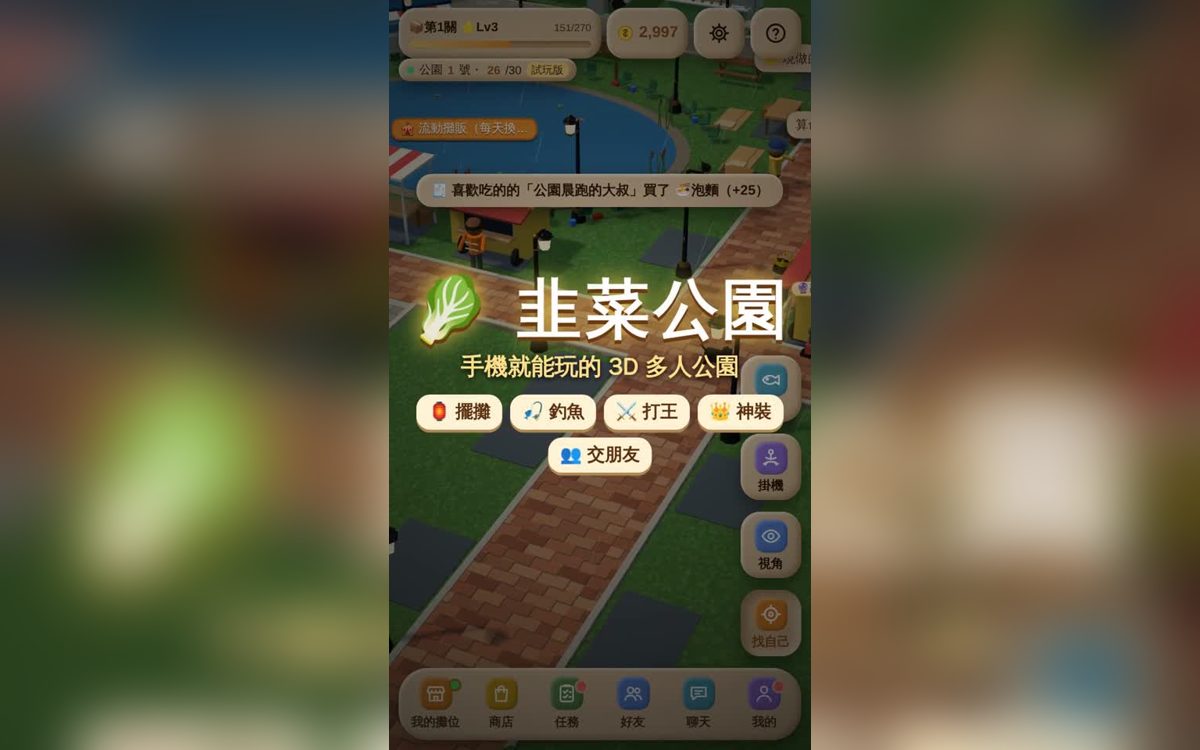 第1關 Lv3 151/270
2,997
公園 1 號· 26 /30 試玩版
流動攤販（每天換...
喜歡吃的的「公園晨跑的大叔」買了 泡麵（+25）
韭菜公園
手機就能玩的 3D 多人公園
擺攤 釣魚 打王 神裝
交朋友
掛機
視角
找自己
我的攤位 商店 任務 好友 聊天 我的